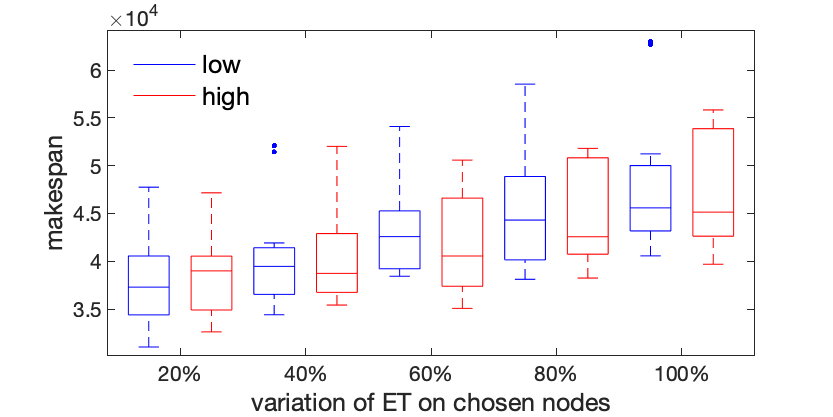 ×10⁴
low
high
6
5.5
5
4.5
4
3.5
makespan
20% 40% 60% 80% 100%
variation of ET on chosen nodes